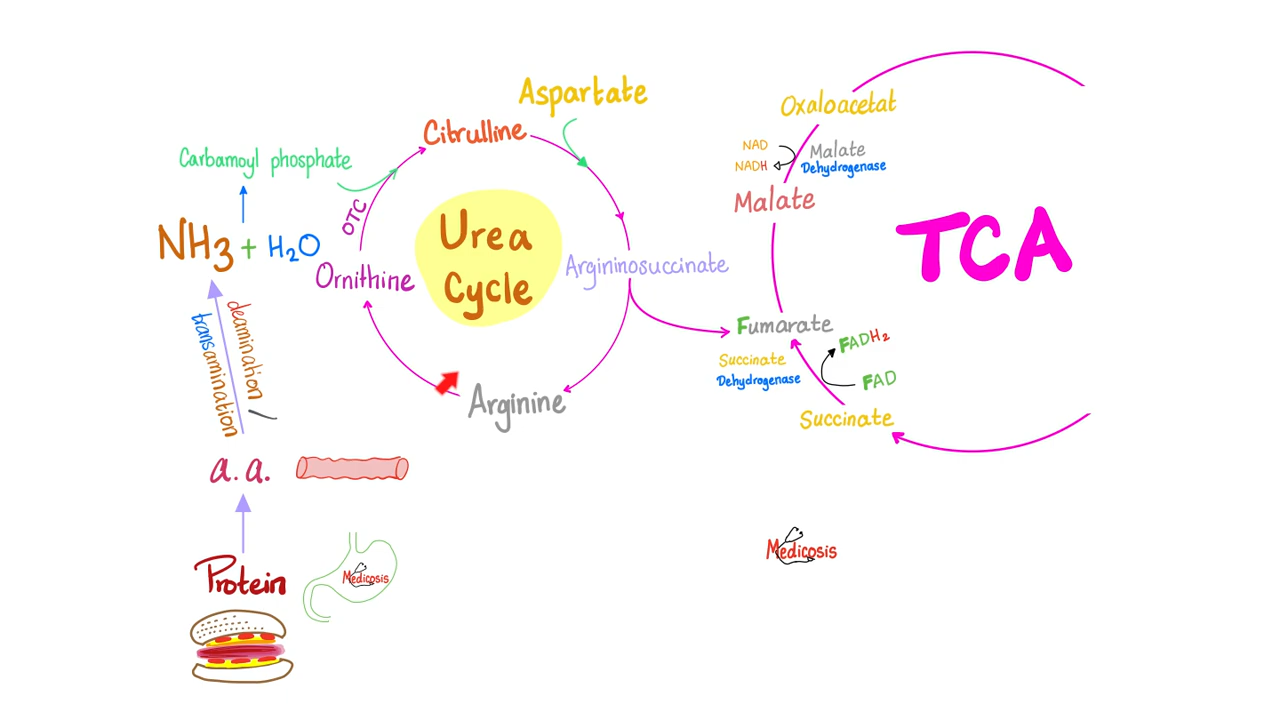 Aspartate
Citrulline
Carbamoyl phosphate
OTC
NH3 + H2O
Ornithine
Urea
Cycle
Argininosuccinate
Arginine
deamination
transamination
a.a.
Protein
Medicosis
Oxaloacetat
NAD
NADH
Malate
Dehydrogenase
Malate
TCA
Fumarate
Succinate
Dehydrogenase
FADH2
FAD
Succinate
Medicosis